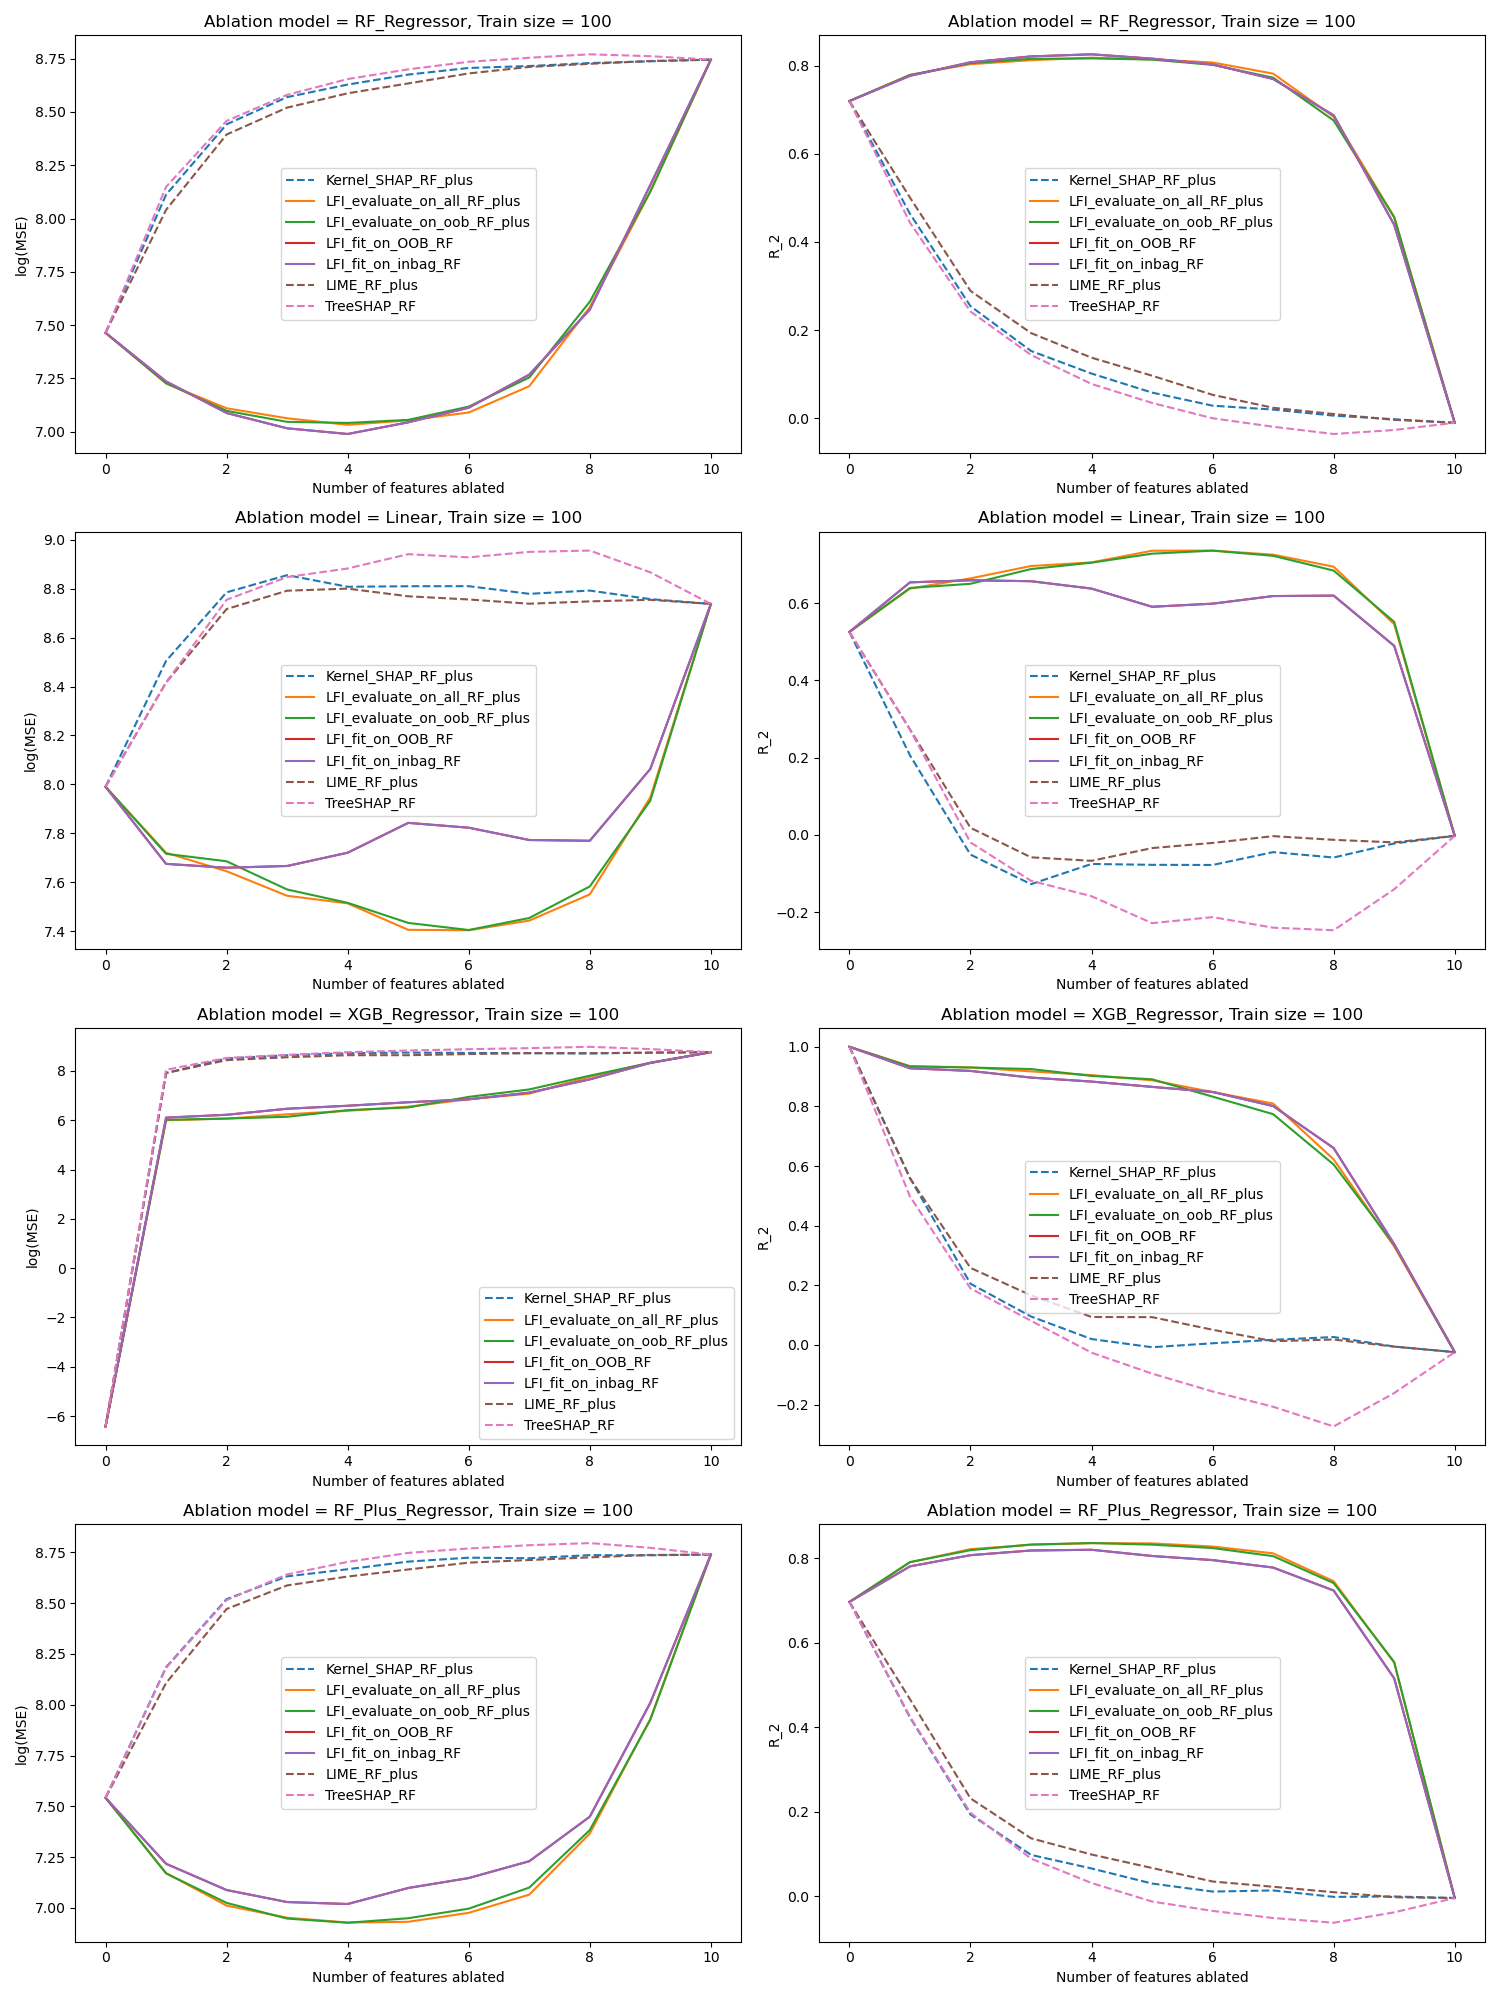 Ablation model = RF_Regressor, Train size = 100
log(MSE)
8.75
8.50
8.25
8.00
7.75
7.50
7.25
7.00
Kernel_SHAP_RF_plus
LFI_evaluate_on_all_RF_plus
LFI_evaluate_on_oob_RF_plus
LFI_fit_on_OOB_RF
LFI_fit_on_inbag_RF
LIME_RF_plus
TreeSHAP_RF
0 2 4 6 8 10
Number of features ablated
Ablation model = RF_Regressor, Train size = 100
R_2
0.8
0.6
0.4
0.2
0.0
Kernel_SHAP_RF_plus
LFI_evaluate_on_all_RF_plus
LFI_evaluate_on_oob_RF_plus
LFI_fit_on_OOB_RF
LFI_fit_on_inbag_RF
LIME_RF_plus
TreeSHAP_RF
0 2 4 6 8 10
Number of features ablated
Ablation model = Linear, Train size = 100
log(MSE)
9.0
8.8
8.6
8.4
8.2
8.0
7.8
7.6
7.4
Kernel_SHAP_RF_plus
LFI_evaluate_on_all_RF_plus
LFI_evaluate_on_oob_RF_plus
LFI_fit_on_OOB_RF
LFI_fit_on_inbag_RF
LIME_RF_plus
TreeSHAP_RF
0 2 4 6 8 10
Number of features ablated
Ablation model = Linear, Train size = 100
R_2
0.6
0.4
0.2
0.0
−0.2
Kernel_SHAP_RF_plus
LFI_evaluate_on_all_RF_plus
LFI_evaluate_on_oob_RF_plus
LFI_fit_on_OOB_RF
LFI_fit_on_inbag_RF
LIME_RF_plus
TreeSHAP_RF
0 2 4 6 8 10
Number of features ablated
Ablation model = XGB_Regressor, Train size = 100
log(MSE)
8
6
4
2
0
−2
−4
−6
Kernel_SHAP_RF_plus
LFI_evaluate_on_all_RF_plus
LFI_evaluate_on_oob_RF_plus
LFI_fit_on_OOB_RF
LFI_fit_on_inbag_RF
LIME_RF_plus
TreeSHAP_RF
0 2 4 6 8 10
Number of features ablated
Ablation model = XGB_Regressor, Train size = 100
R_2
1.0
0.8
0.6
0.4
0.2
0.0
−0.2
Kernel_SHAP_RF_plus
LFI_evaluate_on_all_RF_plus
LFI_evaluate_on_oob_RF_plus
LFI_fit_on_OOB_RF
LFI_fit_on_inbag_RF
LIME_RF_plus
TreeSHAP_RF
0 2 4 6 8 10
Number of features ablated
Ablation model = RF_Plus_Regressor, Train size = 100
log(MSE)
8.75
8.50
8.25
8.00
7.75
7.50
7.25
7.00
Kernel_SHAP_RF_plus
LFI_evaluate_on_all_RF_plus
LFI_evaluate_on_oob_RF_plus
LFI_fit_on_OOB_RF
LFI_fit_on_inbag_RF
LIME_RF_plus
TreeSHAP_RF
0 2 4 6 8 10
Number of features ablated
Ablation model = RF_Plus_Regressor, Train size = 100
R_2
0.8
0.6
0.4
0.2
0.0
Kernel_SHAP_RF_plus
LFI_evaluate_on_all_RF_plus
LFI_evaluate_on_oob_RF_plus
LFI_fit_on_OOB_RF
LFI_fit_on_inbag_RF
LIME_RF_plus
TreeSHAP_RF
0 2 4 6 8 10
Number of features ablated